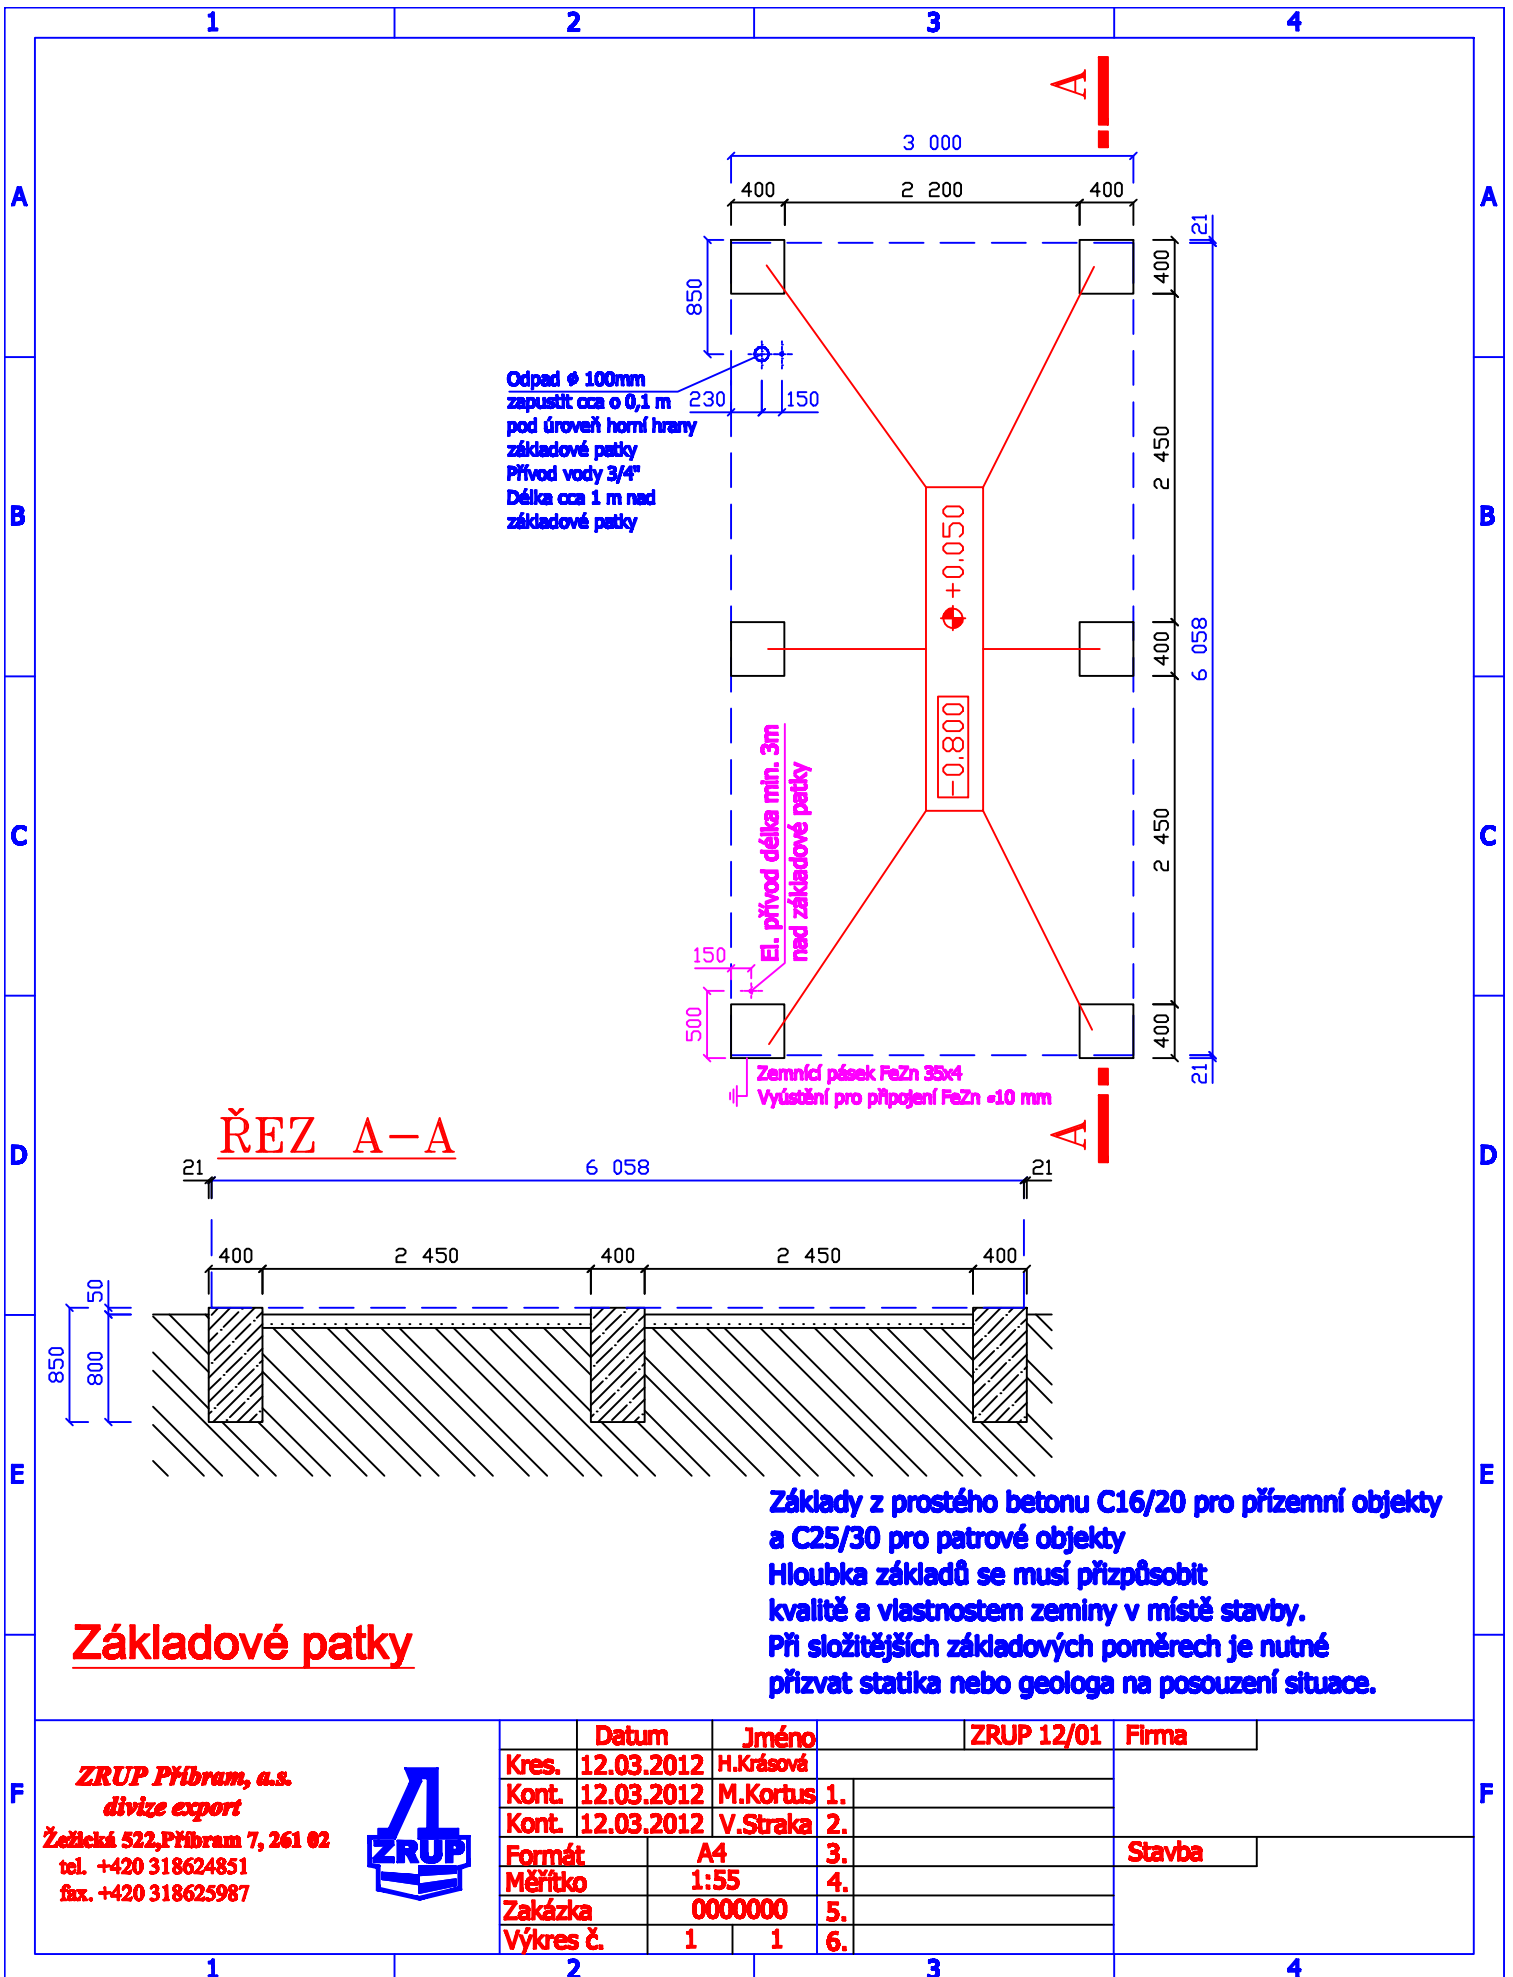 1 2 3 4
A
3 000
400 2 200 400
A A
21
400
850
Odpad ø 100mm
zapustit cca o 0,1 m
pod úroveň horní hrany
základové patky
Přívod vody 3/4"
Délka cca 1 m nad
základové patky
230 150
2 450
B B
+0.050
400
6 058
-0.800
El. přívod délka min. 3m
nad základové patky
2 450
C C
150
500
400
21
Zemnící pásek FeZn 35x4
Vyústění pro připojení FeZn ⌀10 mm
A
ŘEZ A-A
D D
21 6 058 21
400 2 450 400 2 450 400
50
850
800
E E
Základy z prostého betonu C16/20 pro přízemní objekty
a C25/30 pro patrové objekty
Hloubka základů se musí přizpůsobit
kvalitě a vlastnostem zeminy v místě stavby.
Při složitějších základových poměrech je nutné
přizvat statika nebo geologa na posouzení situace.
Základové patky
F F
ZRUP Příbram, a.s.
divize export
Žežická 522,Příbram 7, 261 02
tel. +420 318624851
fax. +420 318625987
ZRUP
Datum Jméno ZRUP 12/01 Firma
Kres. 12.03.2012 H.Krásová
Kont. 12.03.2012 M.Kortus 1.
Kont. 12.03.2012 V.Straka 2.
Formát A4 3. Stavba
Měřítko 1:55 4.
Zakázka 0000000 5.
Výkres č. 1 1 6.
1 2 3 4